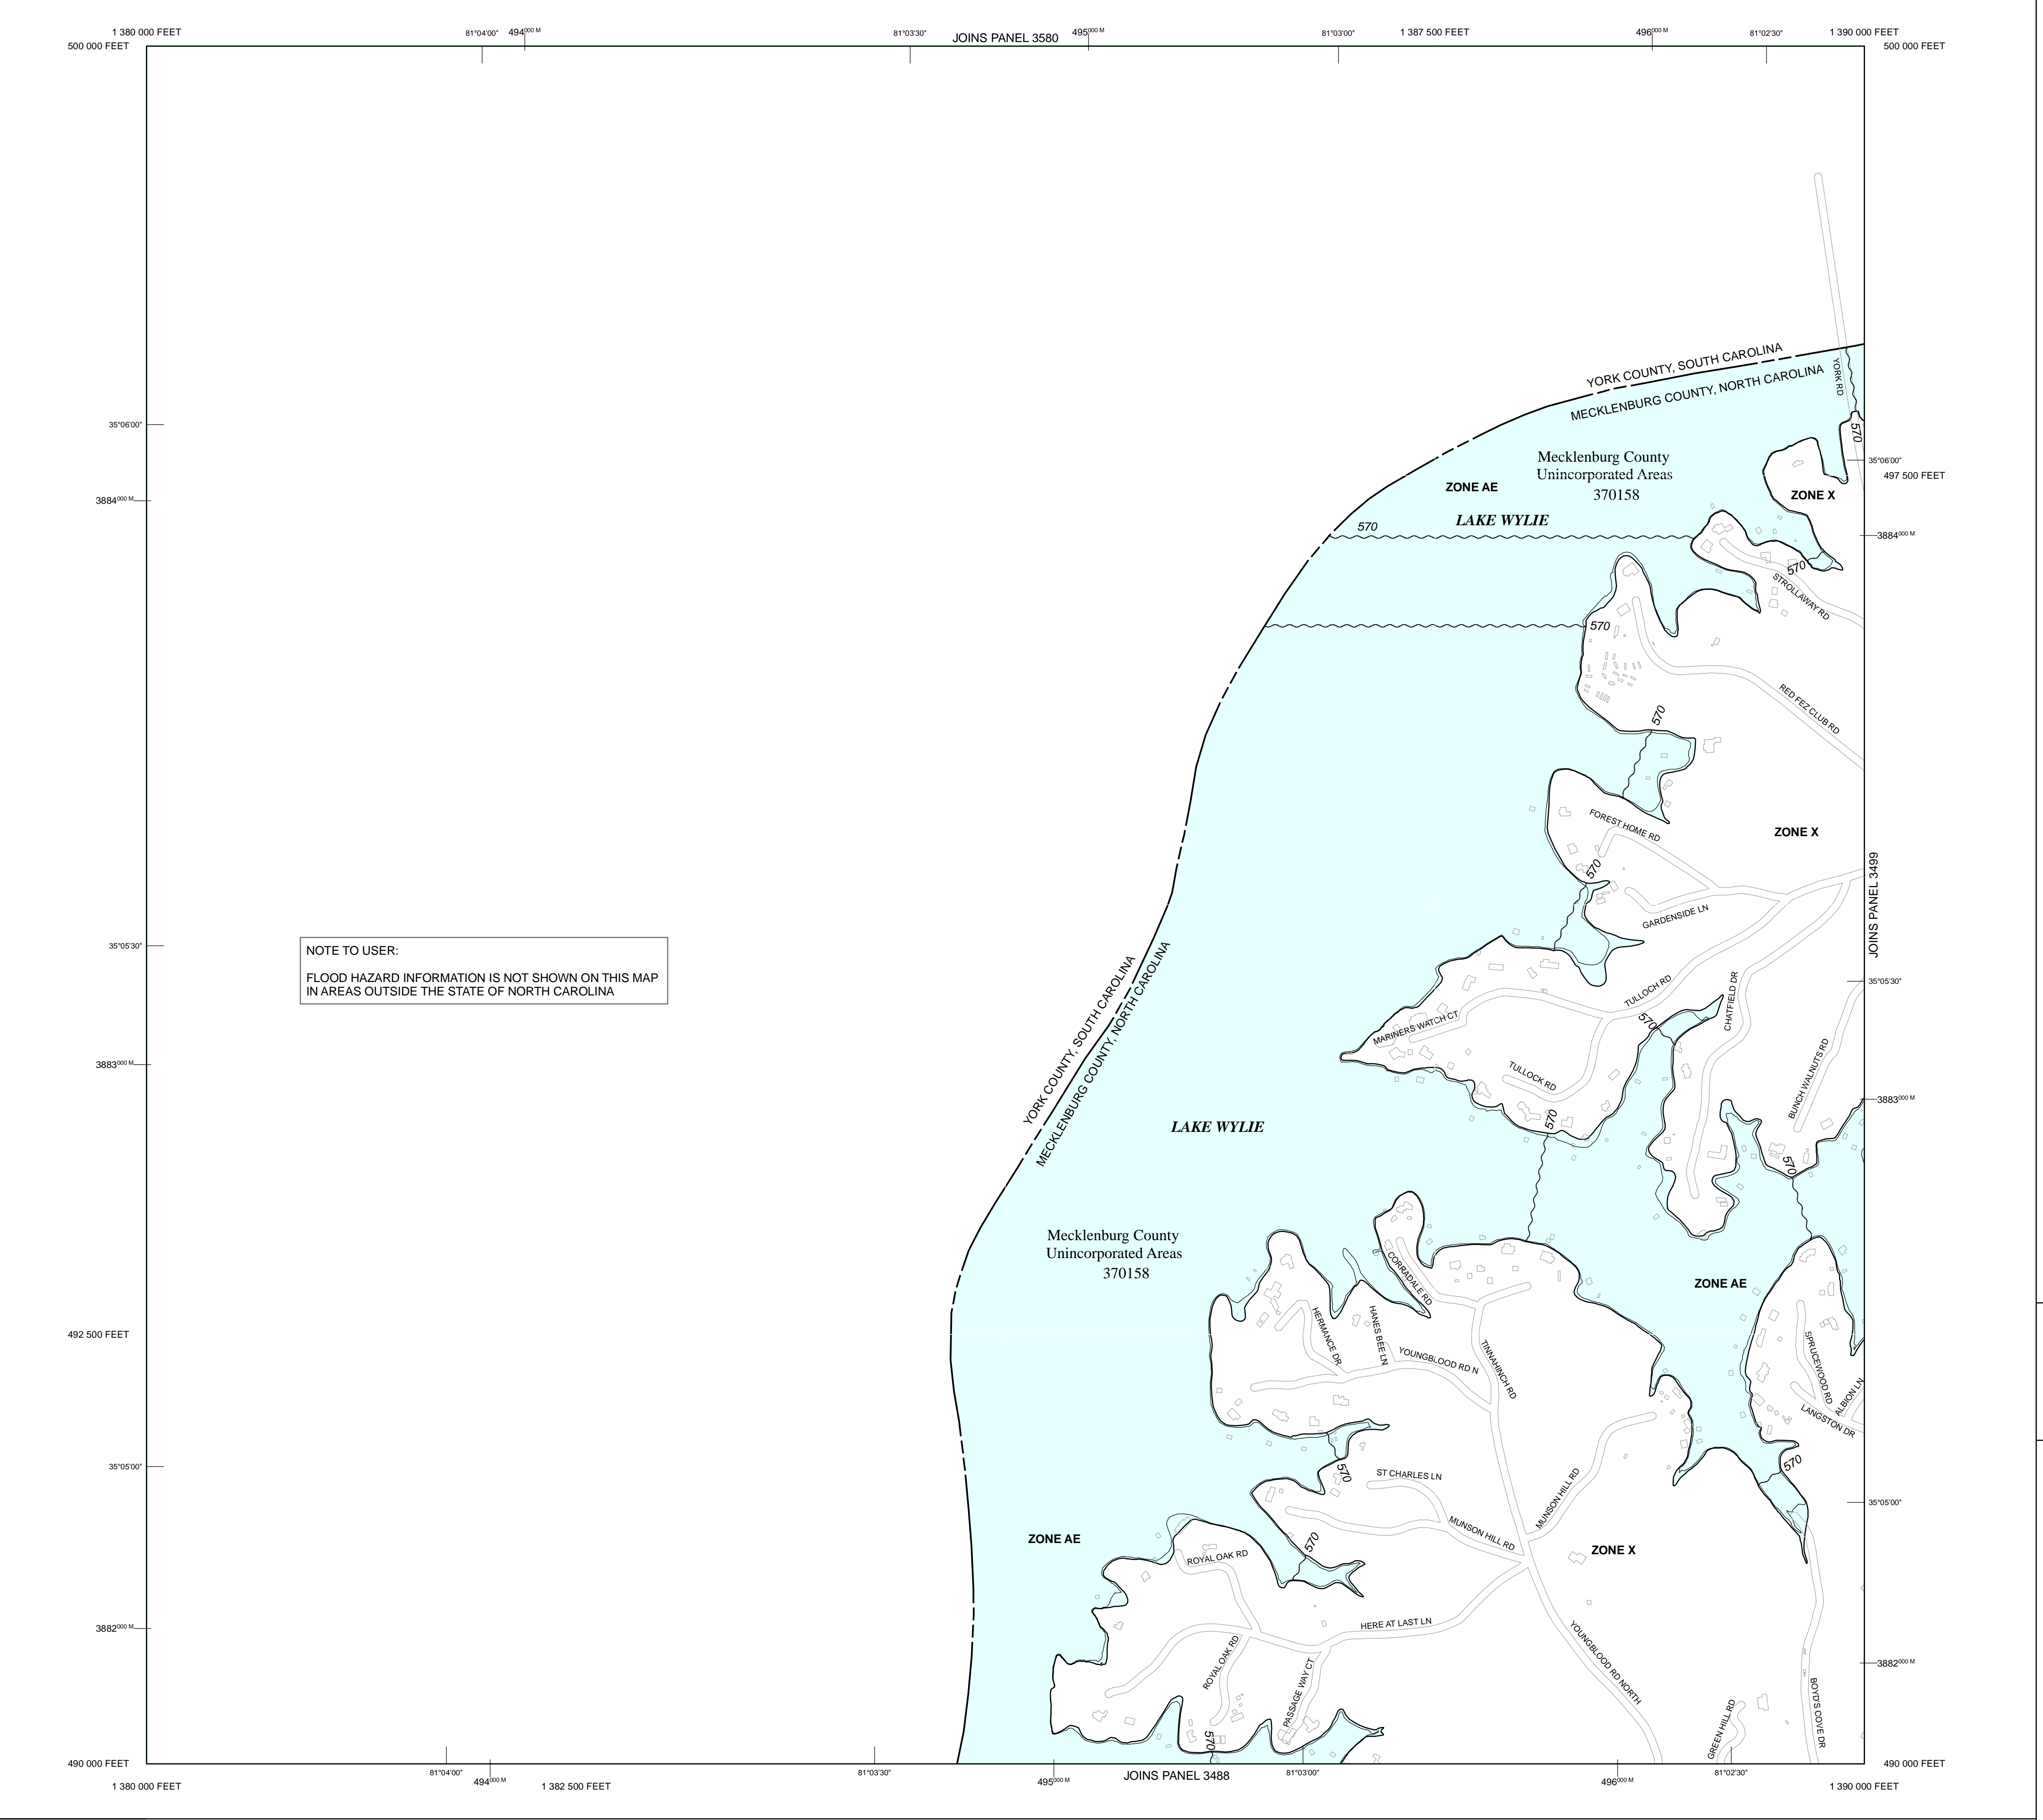 1 380 000 FEET
81°04'00"
494000 M
81°03'30"
JOINS PANEL 3580
495000 M
81°03'00"
1 387 500 FEET
496000 M
81°02'30"
1 390 000 FEET
500 000 FEET
500 000 FEET
YORK COUNTY, SOUTH CAROLINA
MECKLENBURG COUNTY, NORTH CAROLINA
YORK RD
570
35°06'00"
35°06'00"
497 500 FEET
Mecklenburg County
Unincorporated Areas
370158
ZONE AE
ZONE X
3884000 M
LAKE WYLIE
570
3884000 M
570
STROLLAWAY RD
570
RED FEZ CLUB RD
570
FOREST HOME RD
ZONE X
570
GARDENSIDE LN
JOINS PANEL 3499
35°05'30"
NOTE TO USER:
FLOOD HAZARD INFORMATION IS NOT SHOWN ON THIS MAP
IN AREAS OUTSIDE THE STATE OF NORTH CAROLINA
YORK COUNTY, SOUTH CAROLINA
MECKLENBURG COUNTY, NORTH CAROLINA
35°05'30"
TULLOCH RD
CHATFIELD DR
570
MARINERS WATCH CT
3883000 M
TULLOCK RD
BUNCH WALNUTS RD
3883000 M
570
LAKE WYLIE
570
Mecklenburg County
Unincorporated Areas
370158
CORRADALE RD
ZONE AE
492 500 FEET
HERMANCE DR
HANES BEE LN
YOUNGBLOOD RD N
TINNAHINCH RD
SPRUCEWOOD RD
ALBION LN
LANGSTON DR
35°05'00"
570
ST CHARLES LN
570
MUNSON HILL RD
35°05'00"
MUNSON HILL RD
ZONE AE
570
ZONE X
ROYAL OAK RD
3882000 M
HERE AT LAST LN
YOUNGBLOOD RD NORTH
ROYAL OAK RD
3882000 M
PASSAGE WAY CT
BOYD'S COVE DR
GREEN HILL RD
570
490 000 FEET
490 000 FEET
1 380 000 FEET
81°04'00"
494000 M
1 382 500 FEET
81°03'30"
495000 M
JOINS PANEL 3488
81°03'00"
496000 M
81°02'30"
1 390 000 FEET